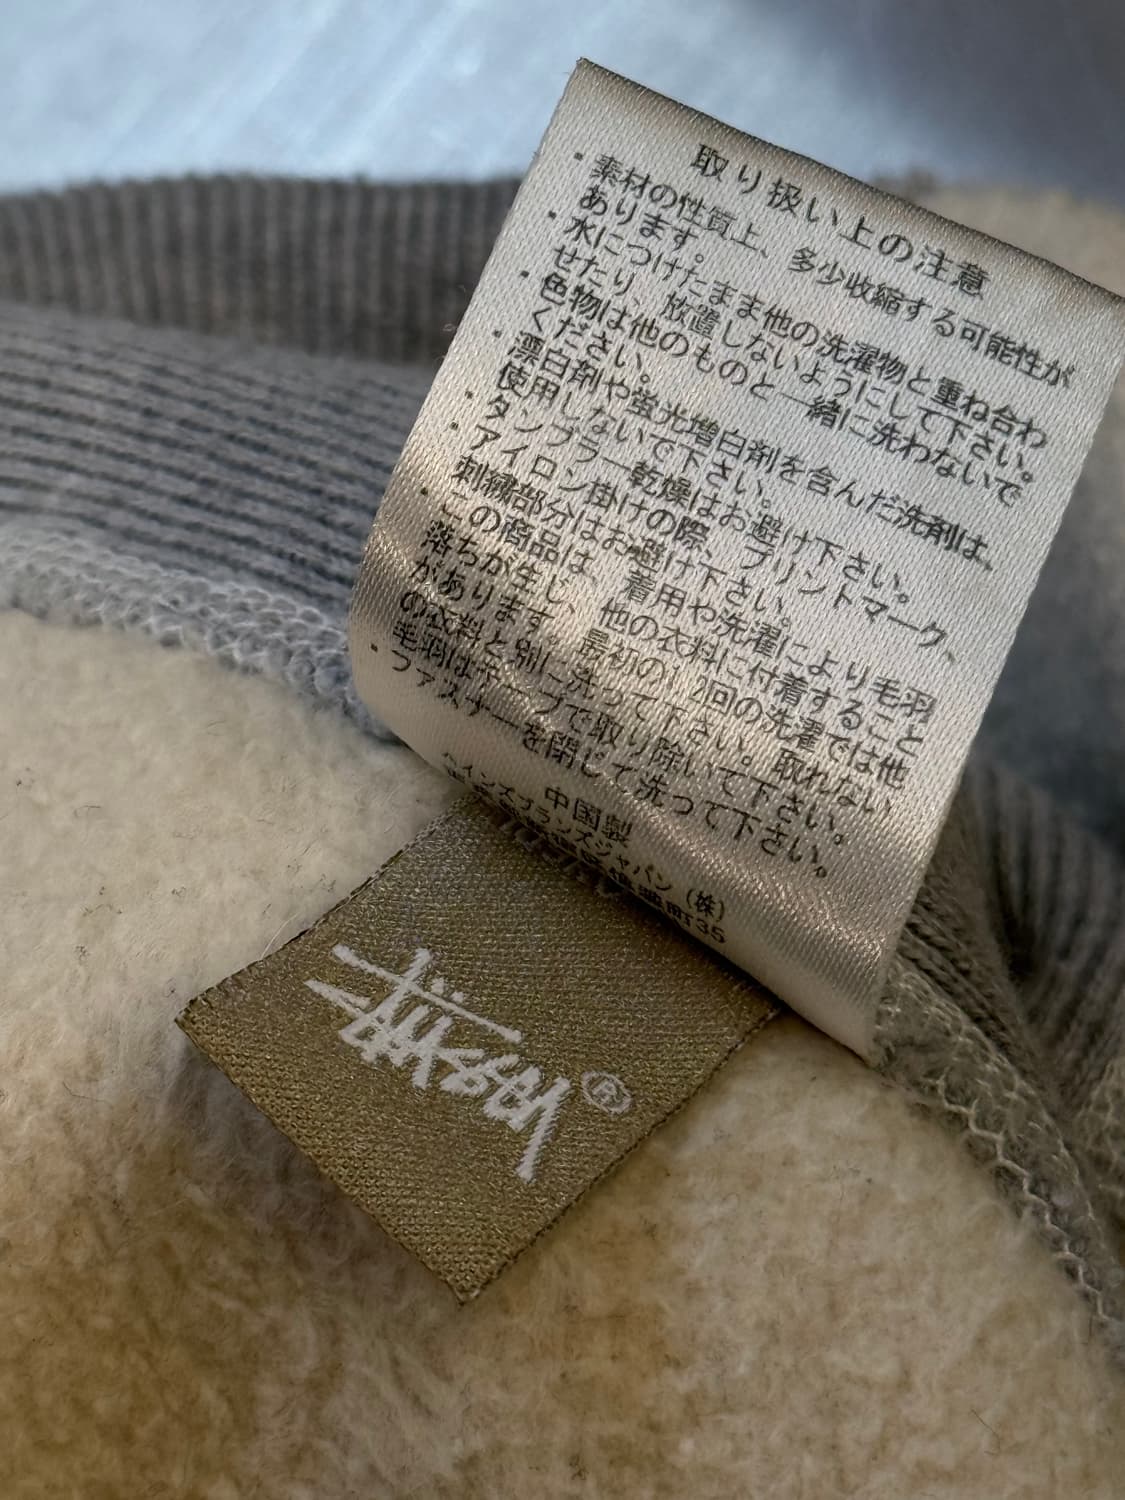 取り扱い上の注意
・素材の性質上、多少収縮する可能性が
あります。
・水につけたまま他の洗濯物と重ね合わ
せたり、放置しないようにして下さい。
・色物は他のものと一緒に洗わないで
ください。
・漂白剤や蛍光増白剤を含んだ洗剤は、
使用しないで下さい。
・タンブラー乾燥はお避け下さい。
・アイロン掛けの際、プリントマーク、
刺繍部分はお避け下さい。
・この商品は、着用や洗濯により毛羽
落ちが生じ、他の衣料に付着すること
があります。最初の1,2回の洗濯では他
の衣料と別に洗って下さい。取れない
毛羽はテープで取り除いて下さい。
・ファスナーを閉じて洗って下さい。
中国製
ヘインズブランズジャパン(株)
町35
Stüssy®